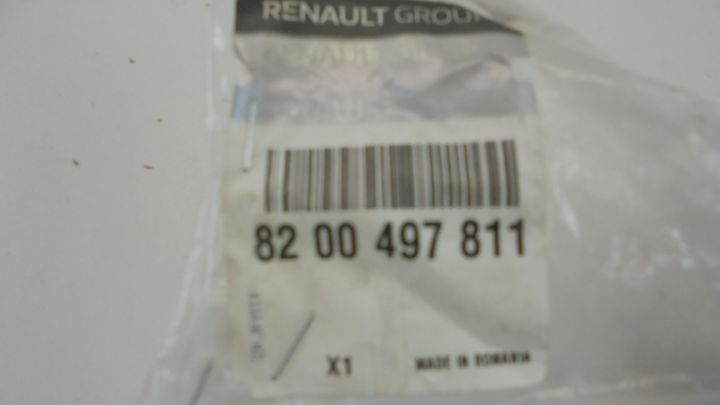 RENAULT GROUP
82 00 497 811
X1
MADE IN ROMANIA